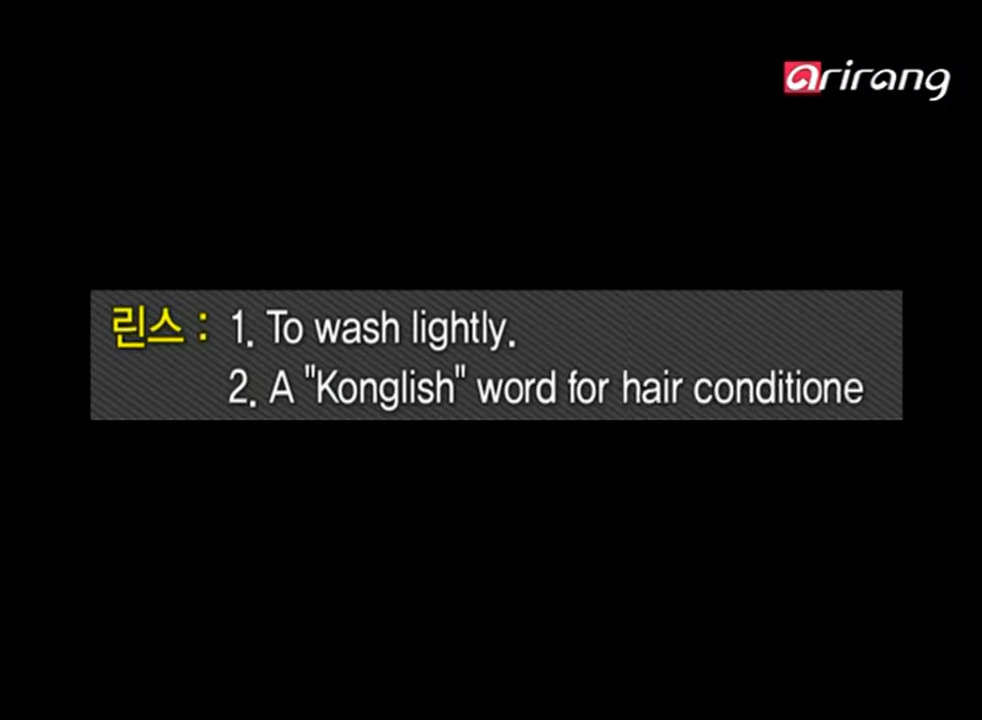 arirang
린스 : 1. To wash lightly.
2. A "Konglish" word for hair conditione